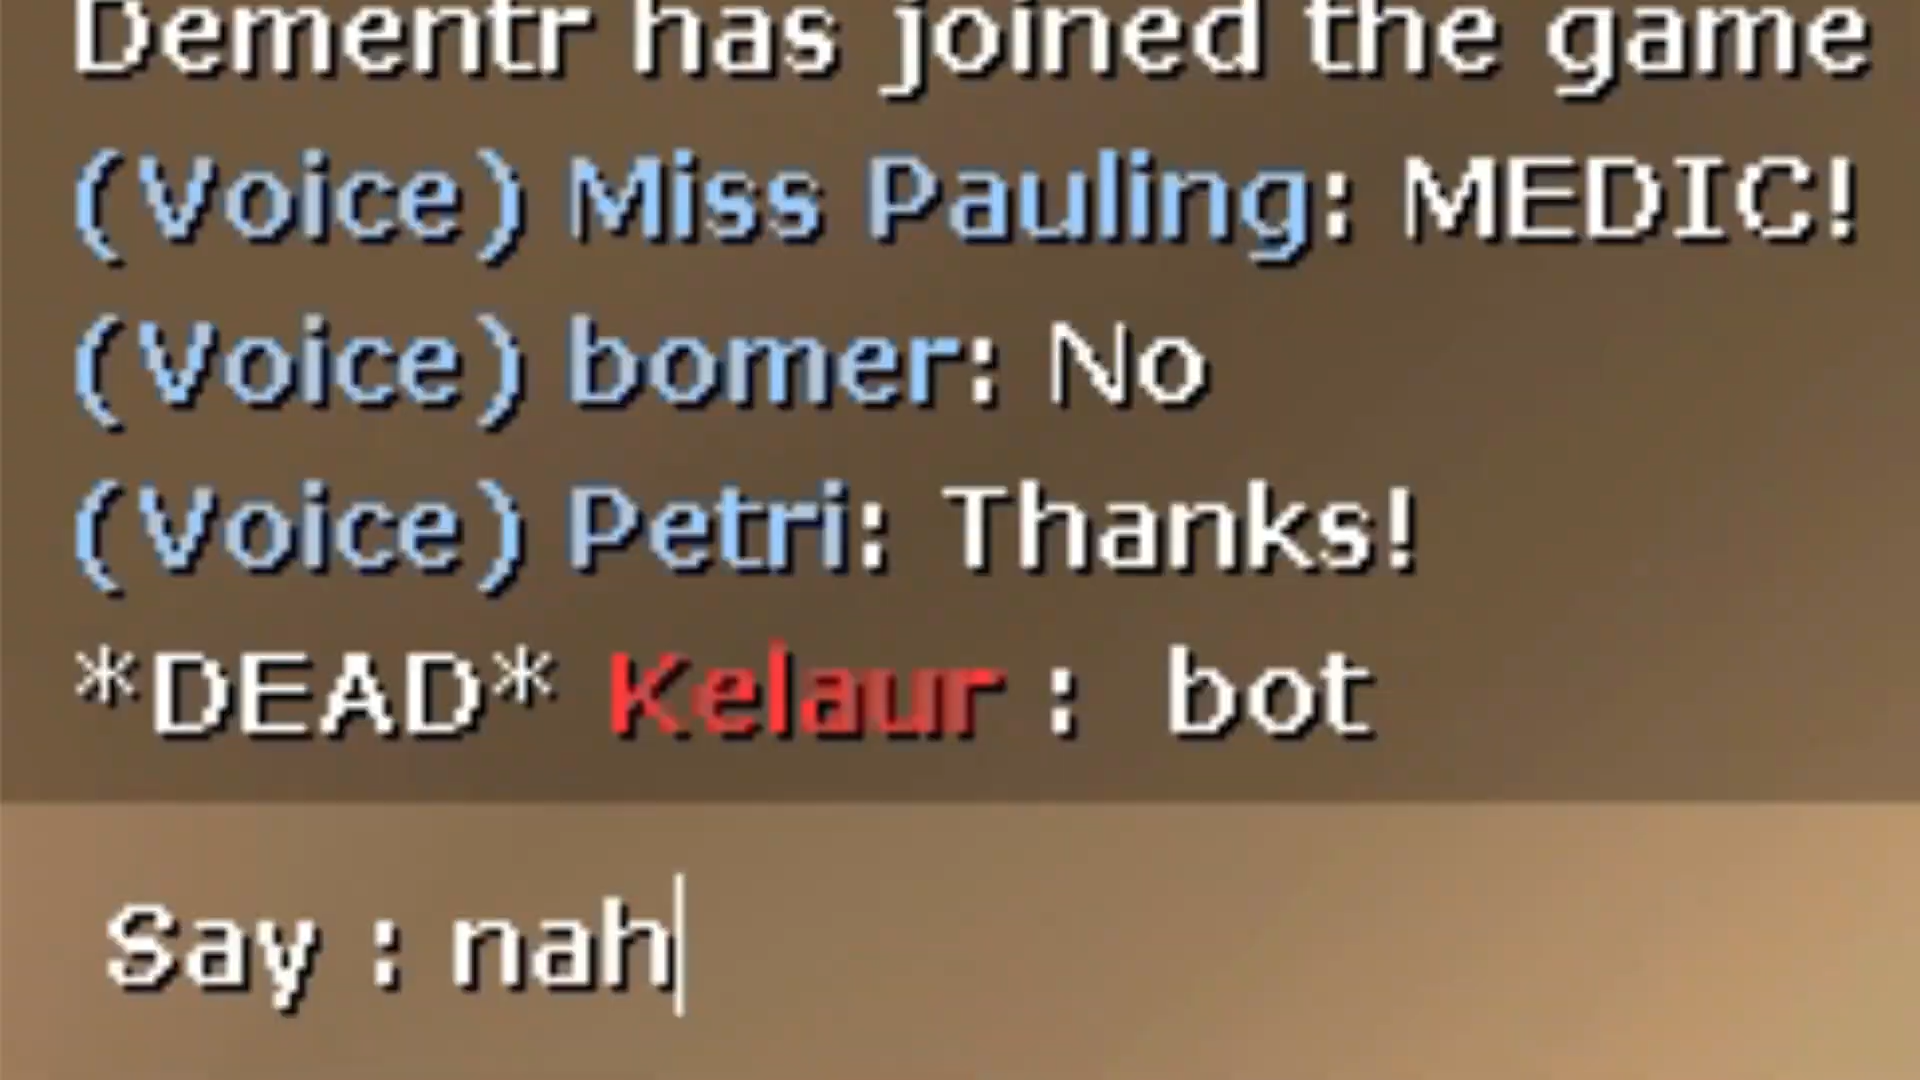 Dementr has joined the game
(Voice) Miss Pauling: MEDIC!
(Voice) bomer: No
(Voice) Petri: Thanks!
*DEAD* Kelaur :  bot
Say : nah